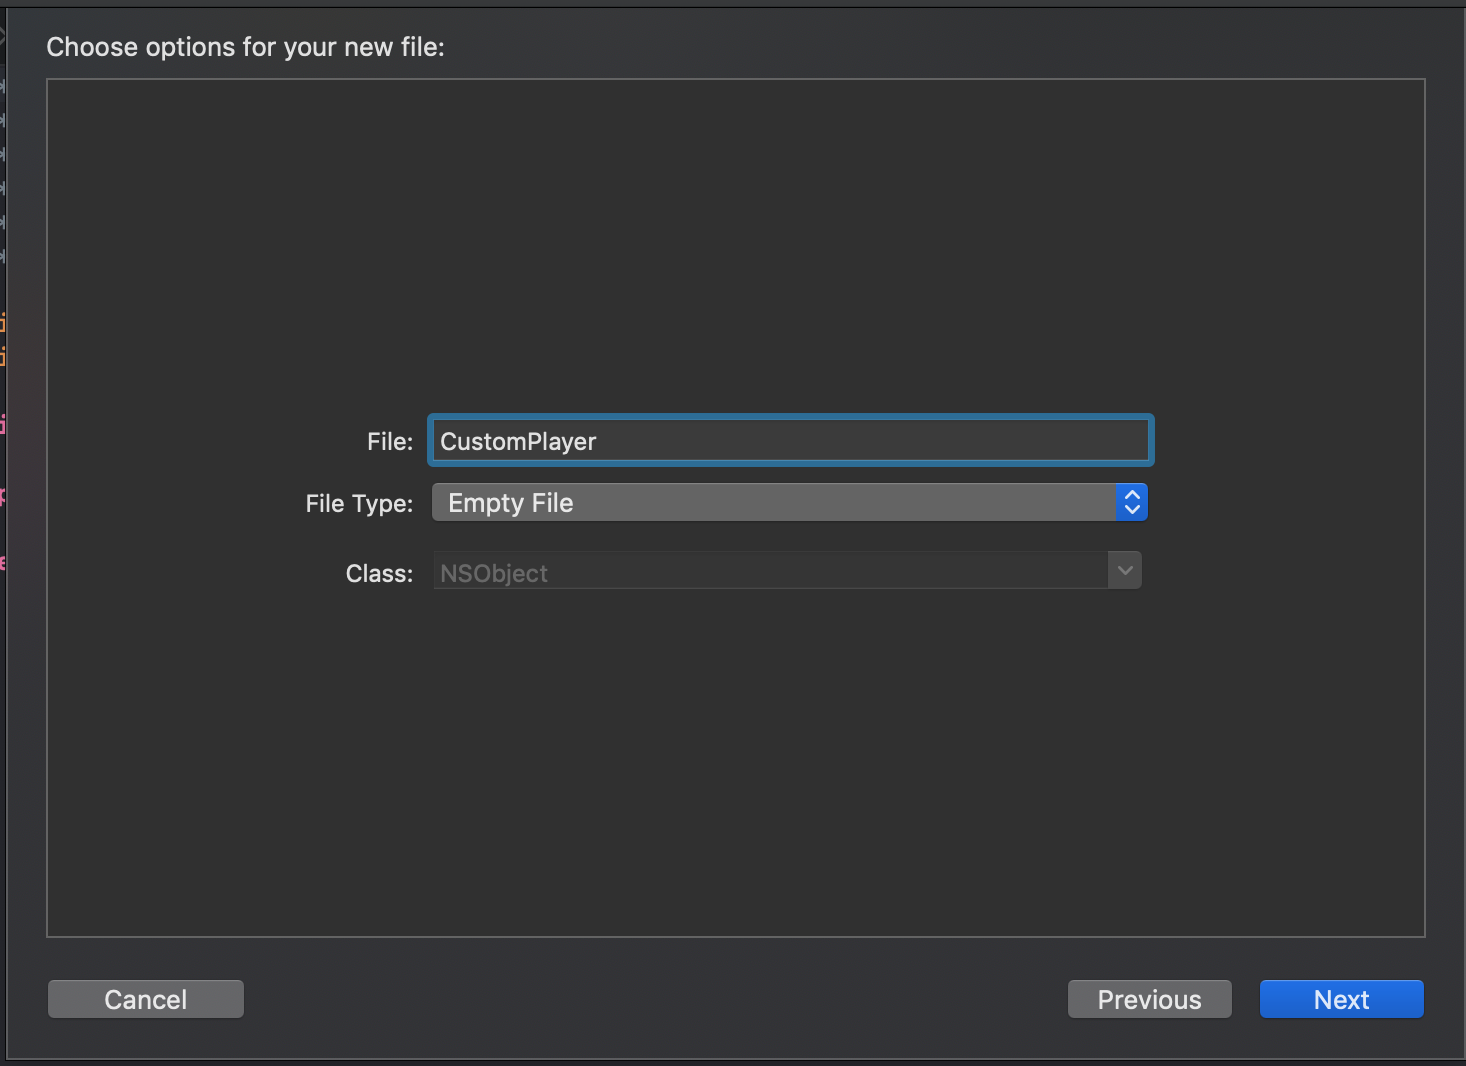 Choose options for your new file:
File: CustomPlayer
File Type: Empty File
Class: NSObject
Cancel Previous Next